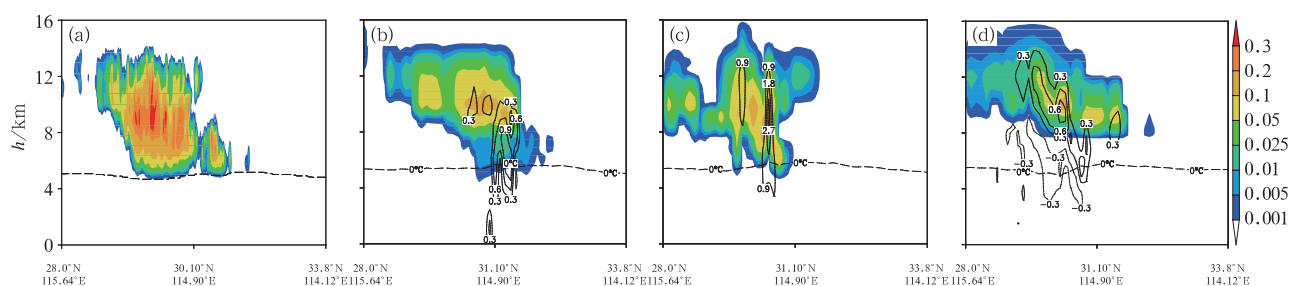 16
12
8
4
0
h/km
(a)
28.0°N
115.64°E
30.10°N
114.90°E
33.8°N
114.12°E
(b)
0.3
0.3
0.6
0.9
0°C
0°C
0°C
0.6
0.3
0.3
0.3
31.10°N
114.90°E
28.0°N
115.64°E
33.8°N
114.12°E
(c)
0.9
0.9
1.8
2.7
0°C
0°C
0.9
28.0°N
115.64°E
31.10°N
114.90°E
33.8°N
114.12°E
(d)
0.3
0.3
0.6
0.6
0.3
0.3
-0.3
-0.3
0°C
0°C
0°C
-0.3
-0.3
28.0°N
115.64°E
31.10°N
114.90°E
33.8°N
114.12°E
0.3
0.2
0.1
0.05
0.025
0.01
0.005
0.001